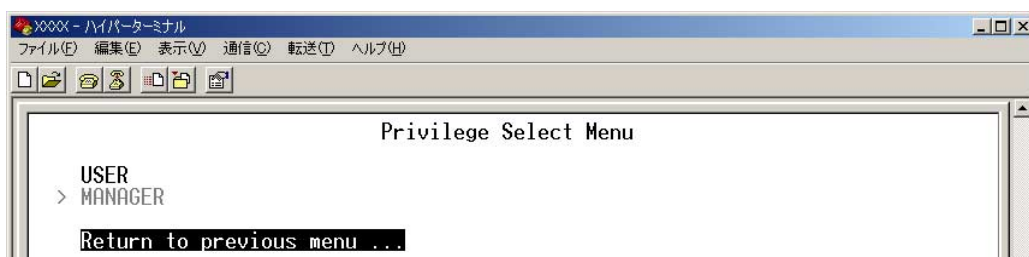 XXXX - ハイパーターミナル
ファイル(F) 編集(E) 表示(V) 通信(C) 転送(T) ヘルプ(H)
Privilege Select Menu
USER
> MANAGER
Return to previous menu ...